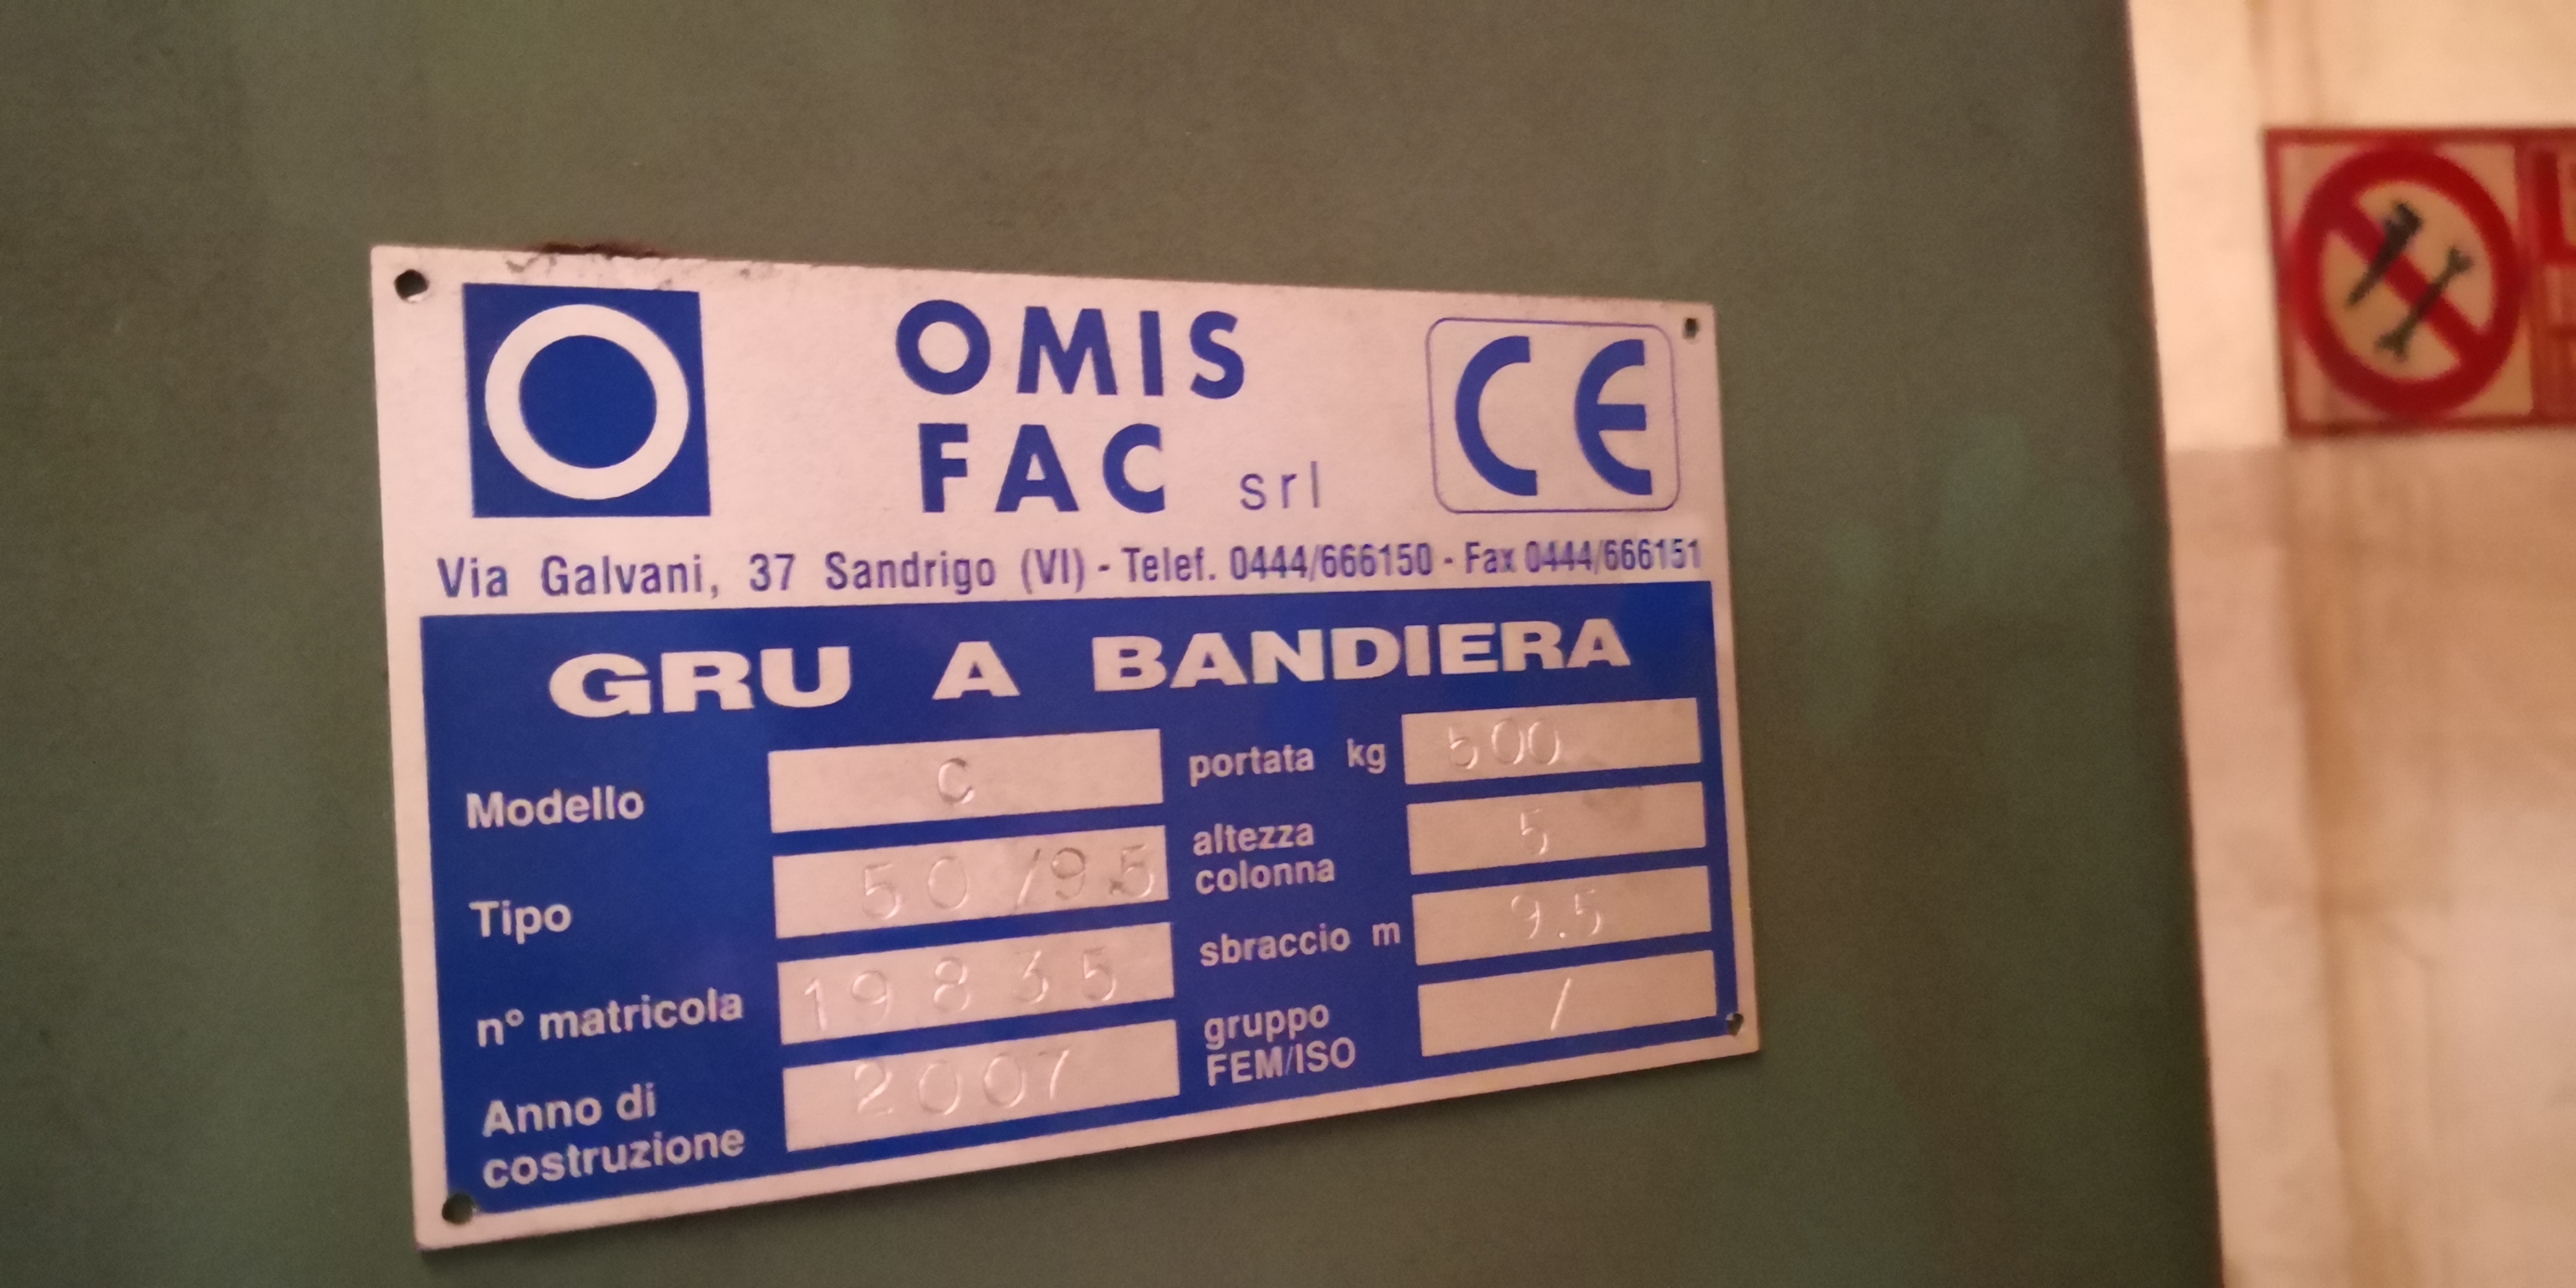 OMIS
FAC srl
CE
Via Galvani, 37 Sandrigo (VI) - Telef. 0444/666150 - Fax 0444/666151
GRU A BANDIERA
Modello C
portata kg 500
Tipo 50/9.5
altezza
colonna 5
n° matricola 19835
sbraccio m 9.5
Anno di
costruzione 2007
gruppo
FEM/ISO /